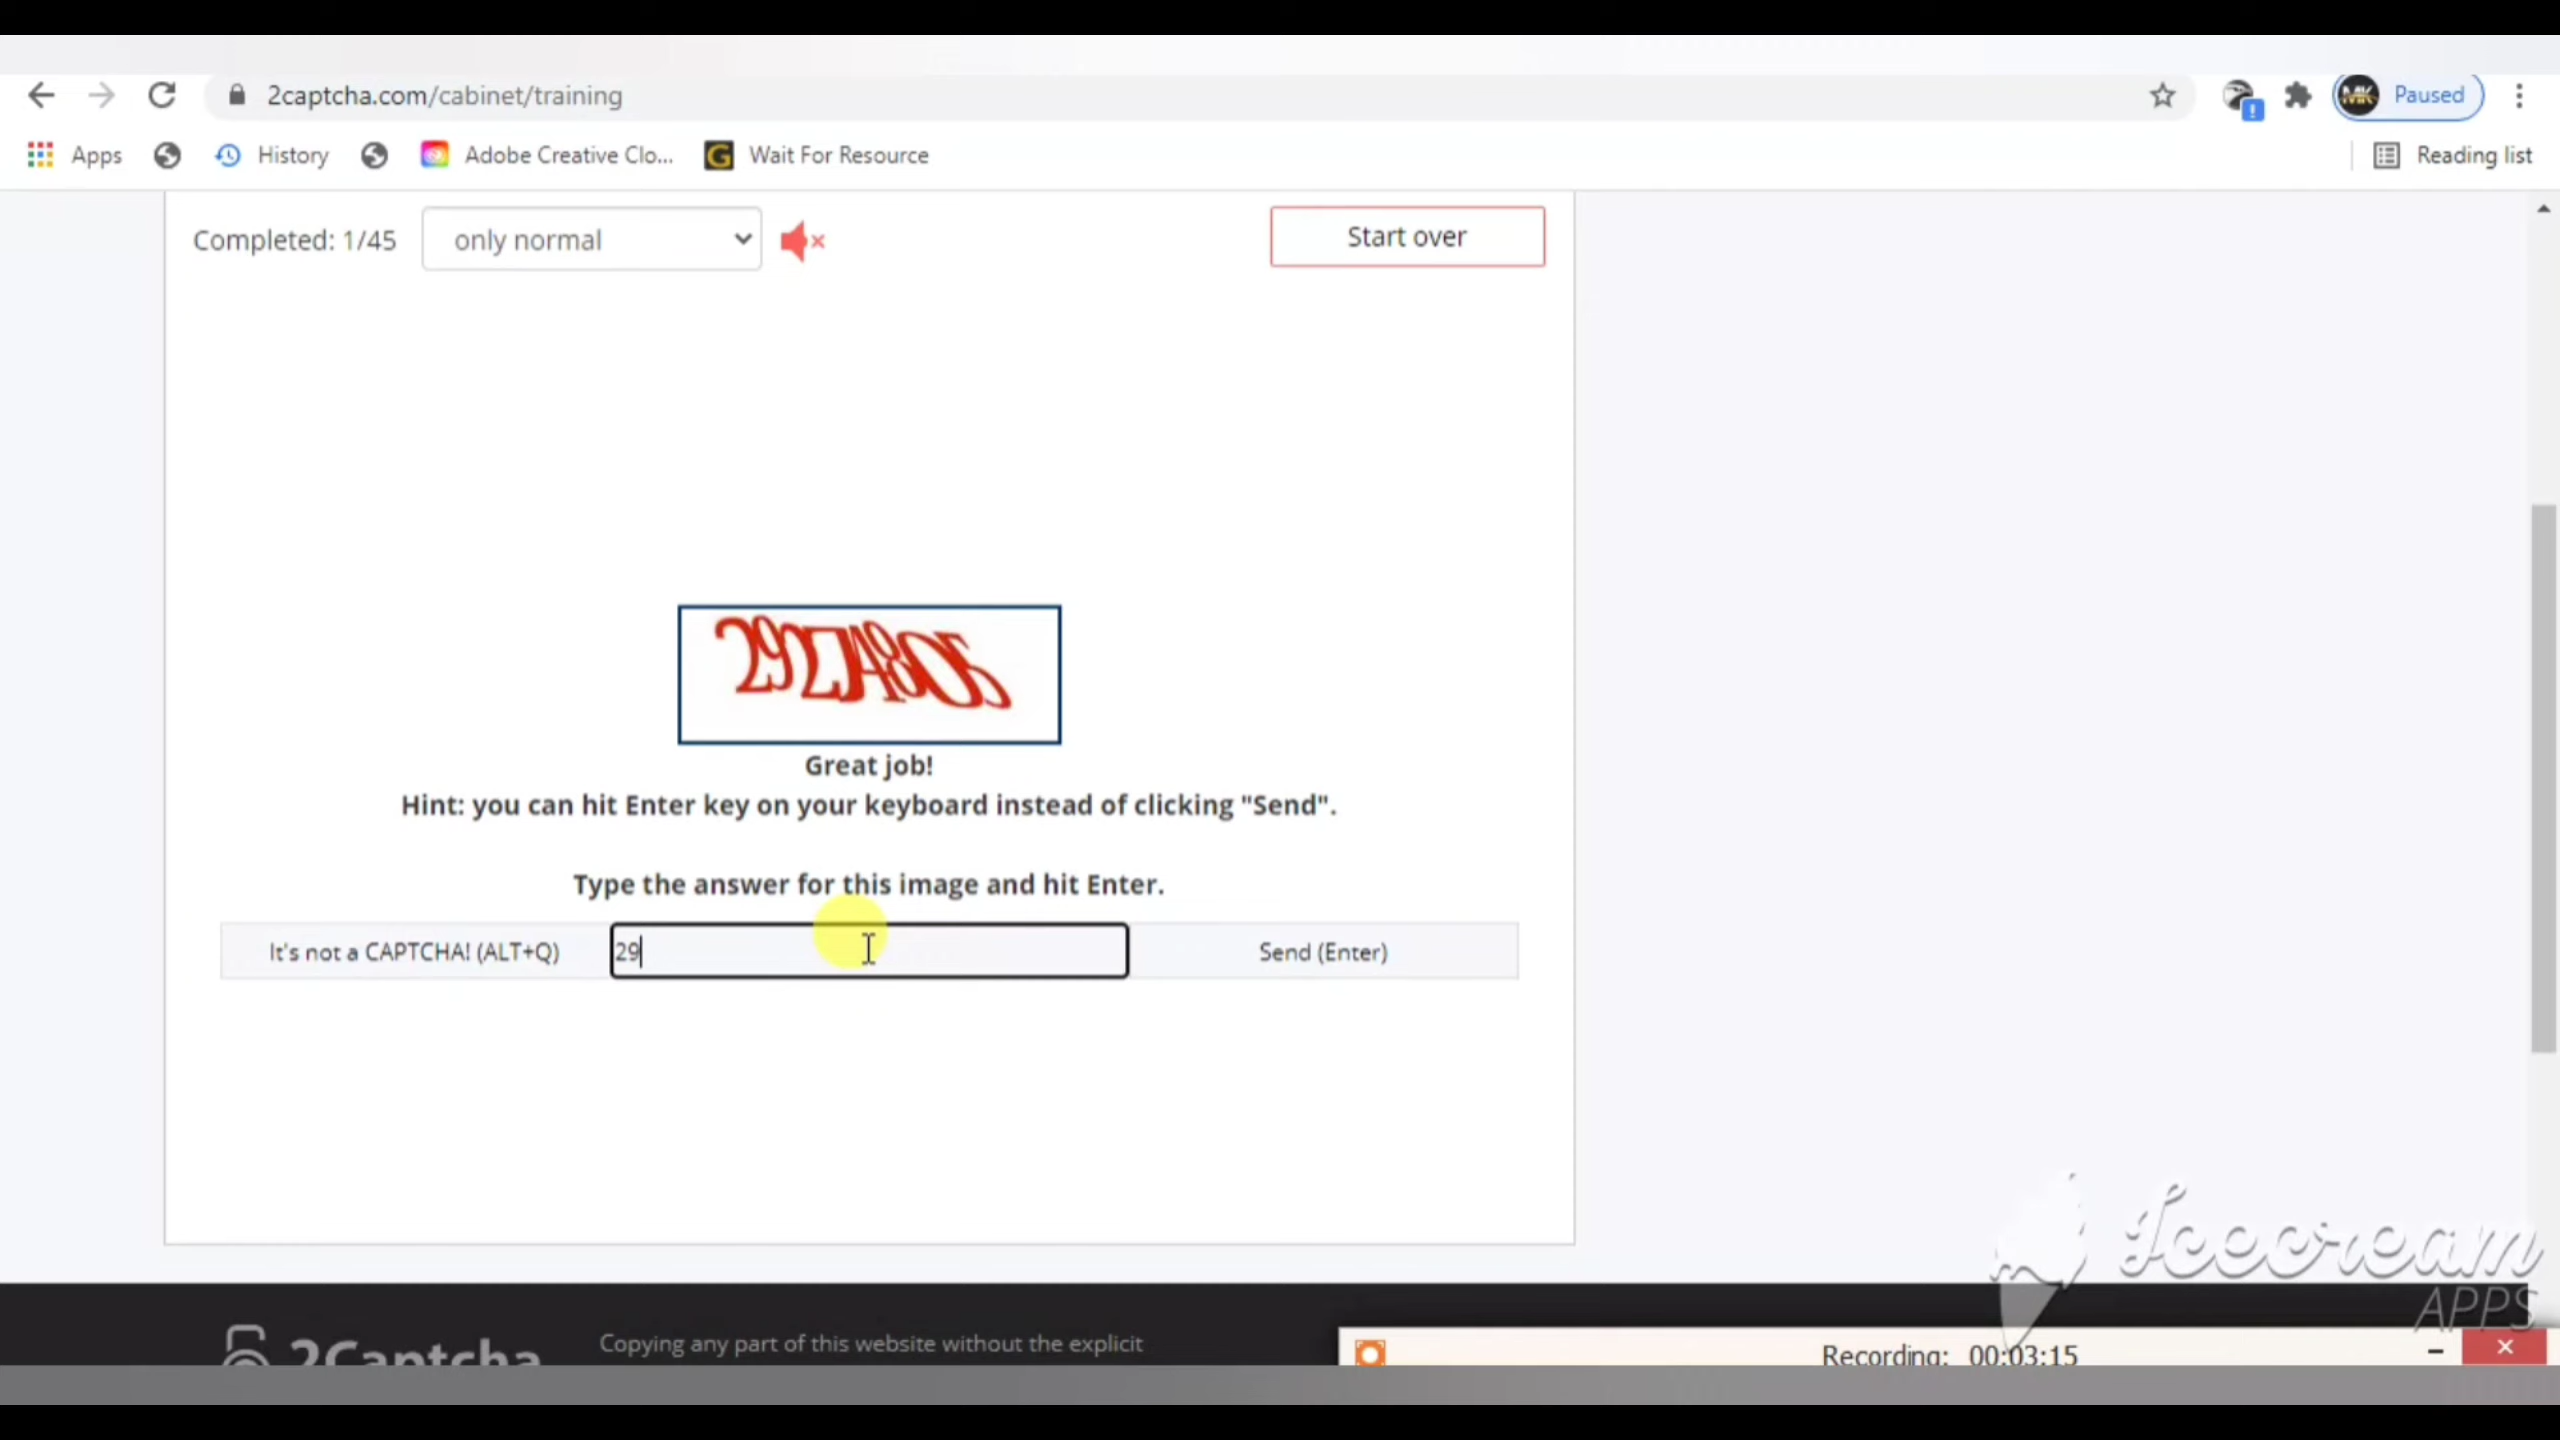 2captcha.com/cabinet/training
Paused
Apps
History
Adobe Creative Clo...
Wait For Resource
Reading list
Completed: 1/45
only normal
Start over
Great job!
Hint: you can hit Enter key on your keyboard instead of clicking "Send".
Type the answer for this image and hit Enter.
It's not a CAPTCHA! (ALT+Q)
29
Send (Enter)
Icecream
APPS
2Captcha
Copying any part of this website without the explicit
Recording: 00:03:15